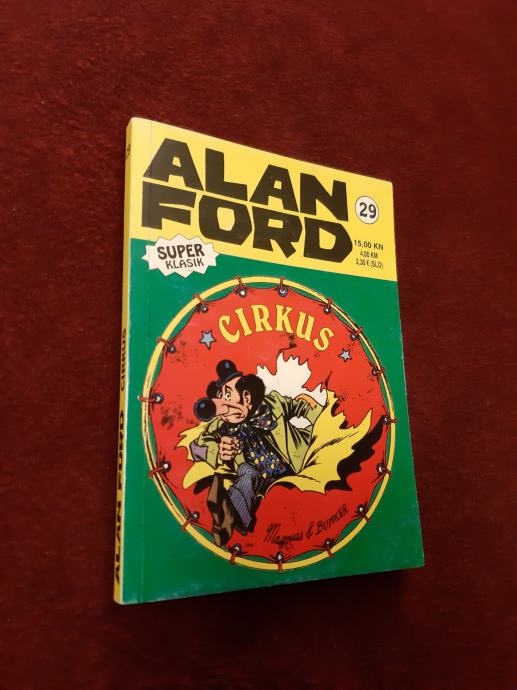 ALAN
FORD
29
15,00 KN
4,00 KM
2,30 € (SLO)
SUPER
KLASIK
CIRKUS
Magnus & BUNKER
ALAN FORD CIRKUS